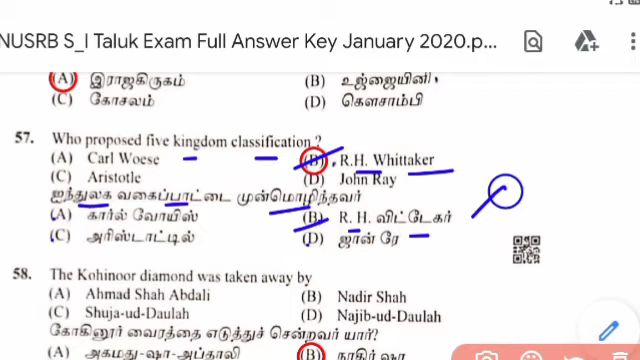 NUSRB S_I Taluk Exam Full Answer Key January 2020.p...
(A) இராஜகிருகம் (B) உஜ்ஜையினி
(C) கோசலம் (D) கௌசாம்பி
57. Who proposed five kingdom classification ?
(A) Carl Woese (B) R.H. Whittaker
(C) Aristotle (D) John Ray
ஐந்துலக வகைப்பாட்டை முன்மொழிந்தவர்
(A) கார்ல் வோயிஸ் (B) R. H. விட்டேகர்
(C) அரிஸ்டாட்டில் (D) ஜான் ரே
58. The Kohinoor diamond was taken away by
(A) Ahmad Shah Abdali (B) Nadir Shah
(C) Shuja-ud-Daulah (D) Najib-ud-Daulah
கோகினூர் வைரத்தை எடுத்துச் சென்றவர் யார்?
(A) அகமது-ஷா-அப்தாலி (B) நாதிர் ஷா